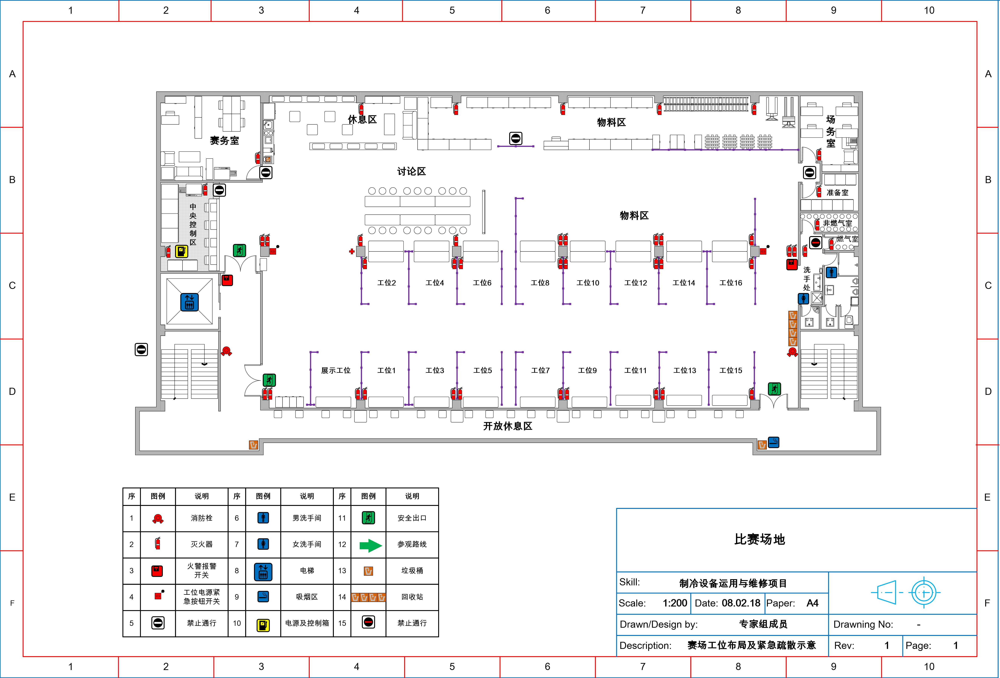 1 2 3 4 5 6 7 8 9 10
A A
休息区
物料区
场
务
室
赛务室
讨论区
B B
准备室
中
央
控
制
区
物料区
非燃气室
燃气室
洗
手
处
C C
工位2 工位4 工位6 工位8 工位10 工位12 工位14 工位16
展示工位 工位1 工位3 工位5 工位7 工位9 工位11 工位13 工位15
D D
开放休息区
E E
序 图例 说明 序 图例 说明 序 图例 说明
1 消防栓 6 男洗手间 11 安全出口
2 灭火器 7 女洗手间 12 参观路线
3 火警报警
开关 8 电梯 13 垃圾桶
4 工位电源紧
急按钮开关 9 吸烟区 14 回收站
5 禁止通行 10 电源及控制箱 15 禁止通行
比赛场地
Skill: 制冷设备运用与维修项目
Scale: 1:200 Date: 08.02.18 Paper: A4
F F
Drawn/Design by: 专家组成员 Drawning No: -
Description: 赛场工位布局及紧急疏散示意 Rev: 1 Page: 1
1 2 3 4 5 6 7 8 9 10